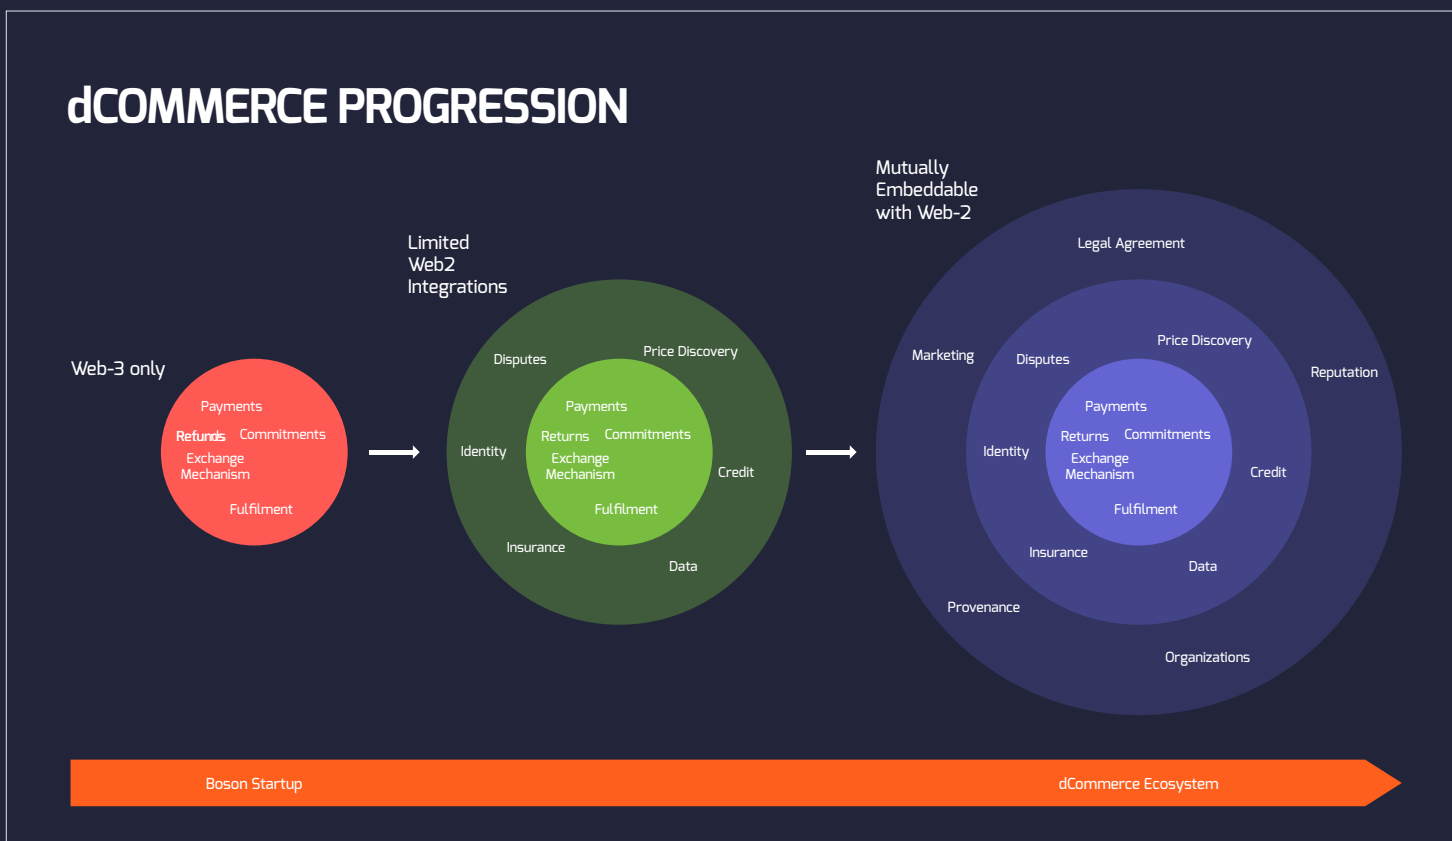 dCOMMERCE PROGRESSION
Web-3 only
Payments
Refunds
Commitments
Exchange
Mechanism
Fulfilment
Limited
Web2
Integrations
Disputes
Price Discovery
Identity
Payments
Returns
Commitments
Exchange
Mechanism
Fulfilment
Credit
Insurance
Data
Mutually
Embeddable
with Web-2
Legal Agreement
Marketing
Reputation
Disputes
Price Discovery
Identity
Payments
Returns
Commitments
Exchange
Mechanism
Fulfilment
Credit
Insurance
Data
Provenance
Organizations
Boson Startup
dCommerce Ecosystem